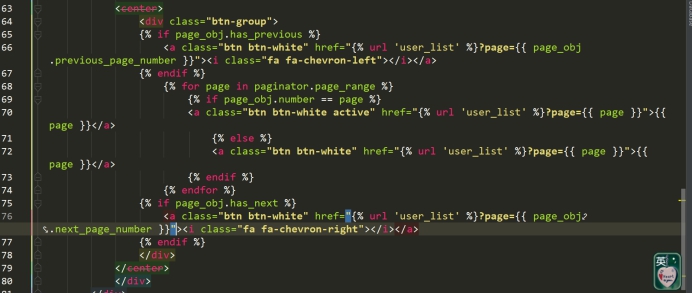 63 <center>
64 <div class="btn-group">
65 {% if page_obj.has_previous %}
66 <a class="btn btn-white" href="{% url 'user_list' %}?page={{ page_obj
.previous_page_number }}"><i class="fa fa-chevron-left"></i></a>
67 {% endif %}
68 {% for page in paginator.page_range %}
69 {% if page_obj.number == page %}
70 <a class="btn btn-white active" href="{% url 'user_list' %}?page={{ page }}">{{
page }}</a>
71 {% else %}
72 <a class="btn btn-white" href="{% url 'user_list' %}?page={{ page }}">{{
page }}</a>
73 {% endif %}
74 {% endfor %}
75 {% if page_obj.has_next %}
76 <a class="btn btn-white" href="{% url 'user_list' %}?page={{ page_obj
.next_page_number }}"><i class="fa fa-chevron-right"></i></a>
77 {% endif %}
78 </div>
79 </center>
80 </div>
81 </div>
英